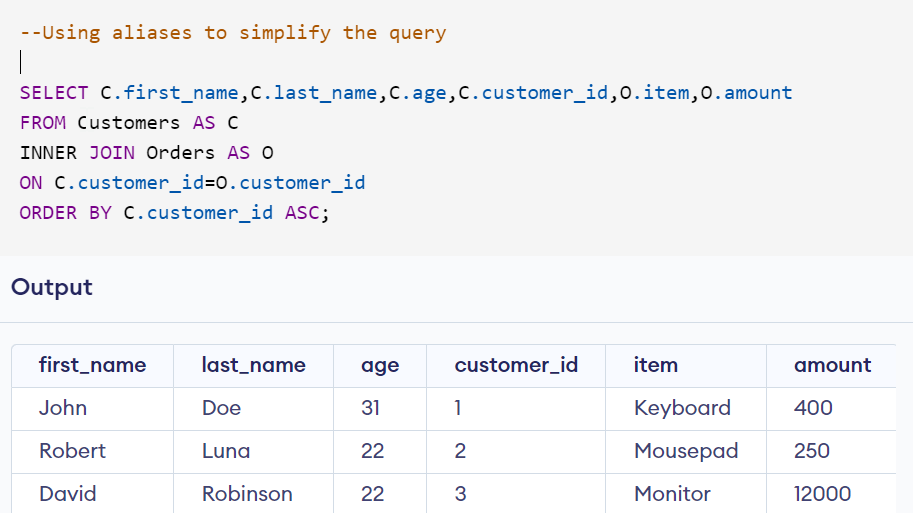 --Using aliases to simplify the query
SELECT C.first_name,C.last_name,C.age,C.customer_id,O.item,O.amount
FROM Customers AS C
INNER JOIN Orders AS O
ON C.customer_id=O.customer_id
ORDER BY C.customer_id ASC;
Output
first_name last_name age customer_id item amount
John Doe 31 1 Keyboard 400
Robert Luna 22 2 Mousepad 250
David Robinson 22 3 Monitor 12000